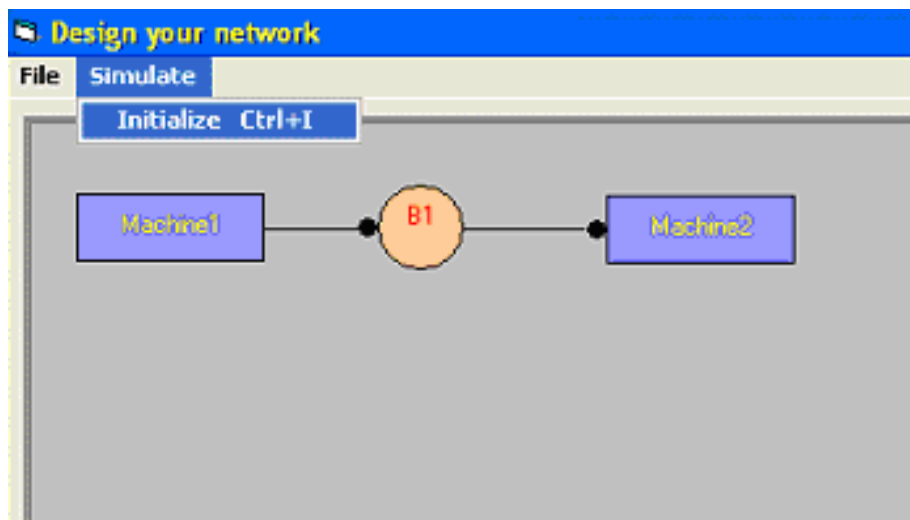 Design your network
File Simulate
Initialize Ctrl+I
Machine1 B1 Machine2